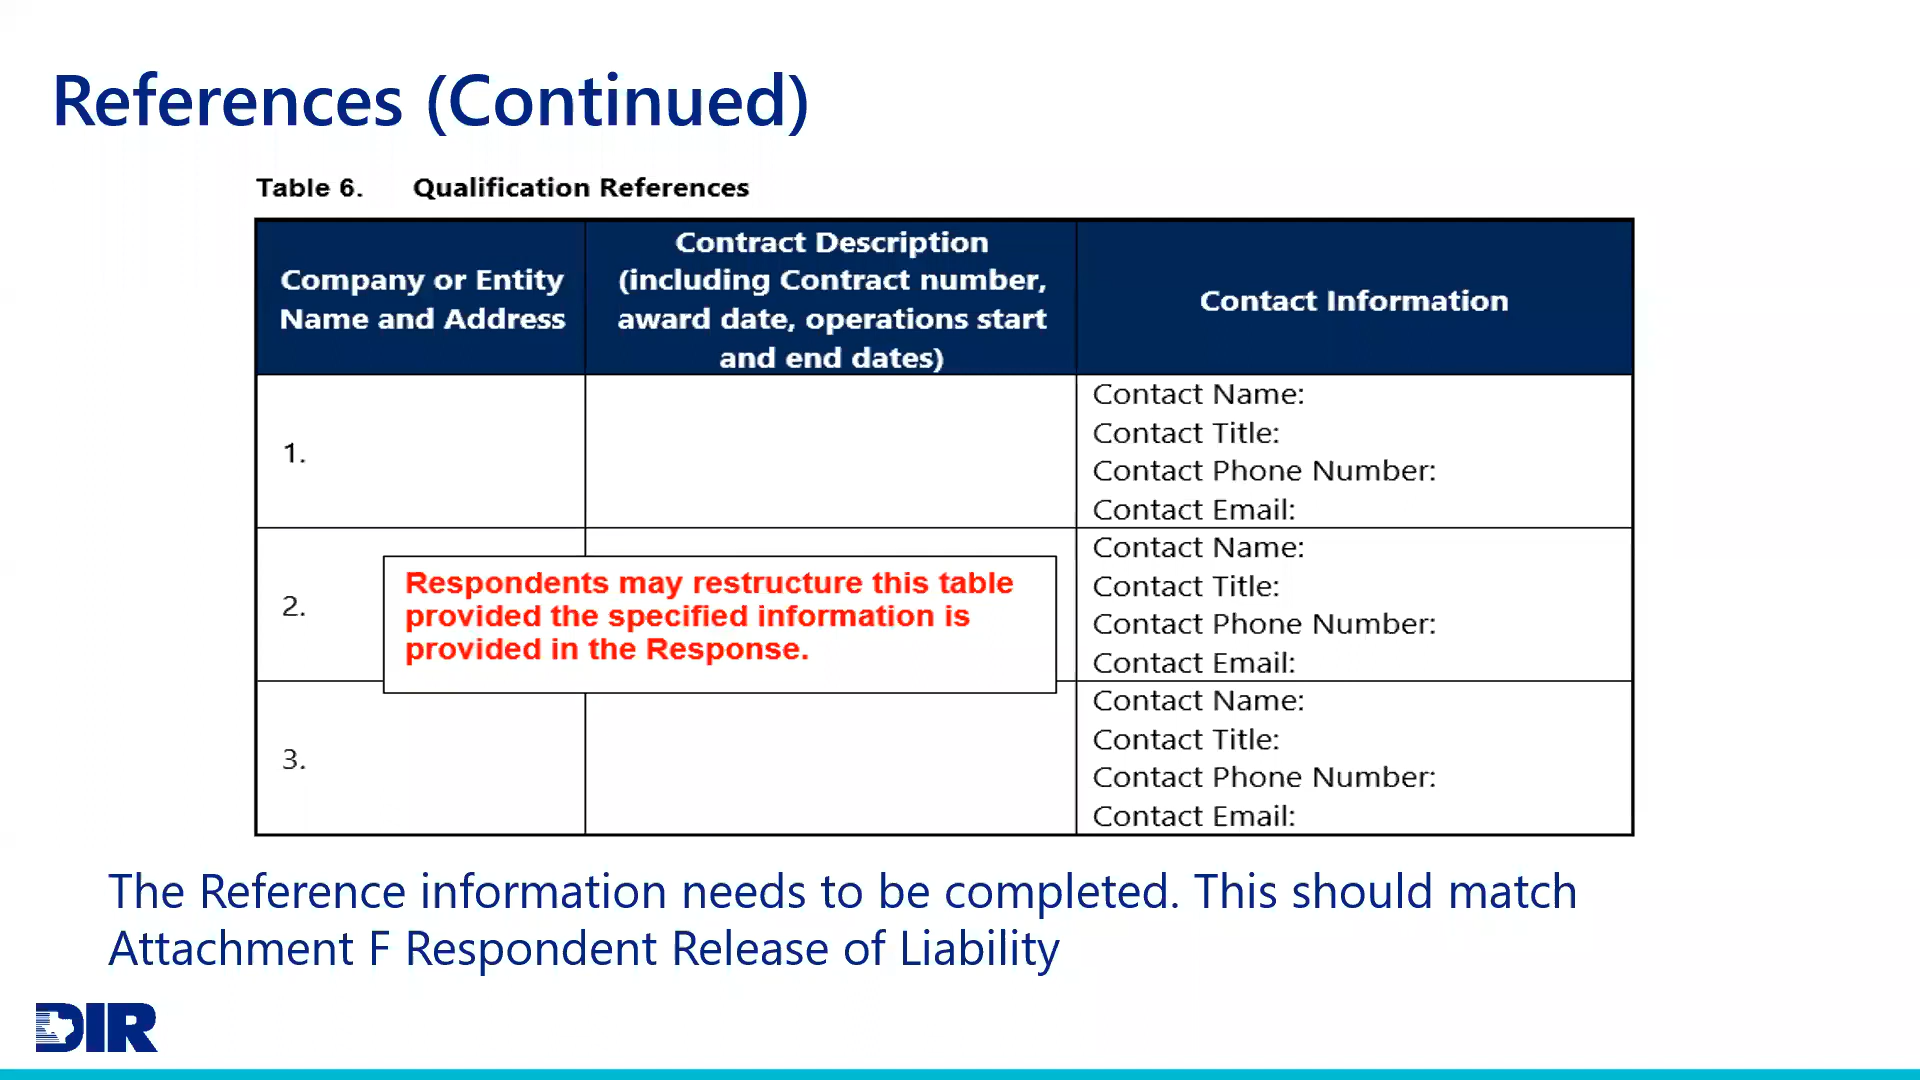 References (Continued)
Table 6. Qualification References
Company or Entity
Name and Address
Contract Description
(including Contract number,
award date, operations start
and end dates)
Contact Information
1.
Contact Name:
Contact Title:
Contact Phone Number:
Contact Email:
2.
Contact Name:
Contact Title:
Contact Phone Number:
Contact Email:
Respondents may restructure this table
provided the specified information is
provided in the Response.
3.
Contact Name:
Contact Title:
Contact Phone Number:
Contact Email:
The Reference information needs to be completed. This should match
Attachment F Respondent Release of Liability
DIR